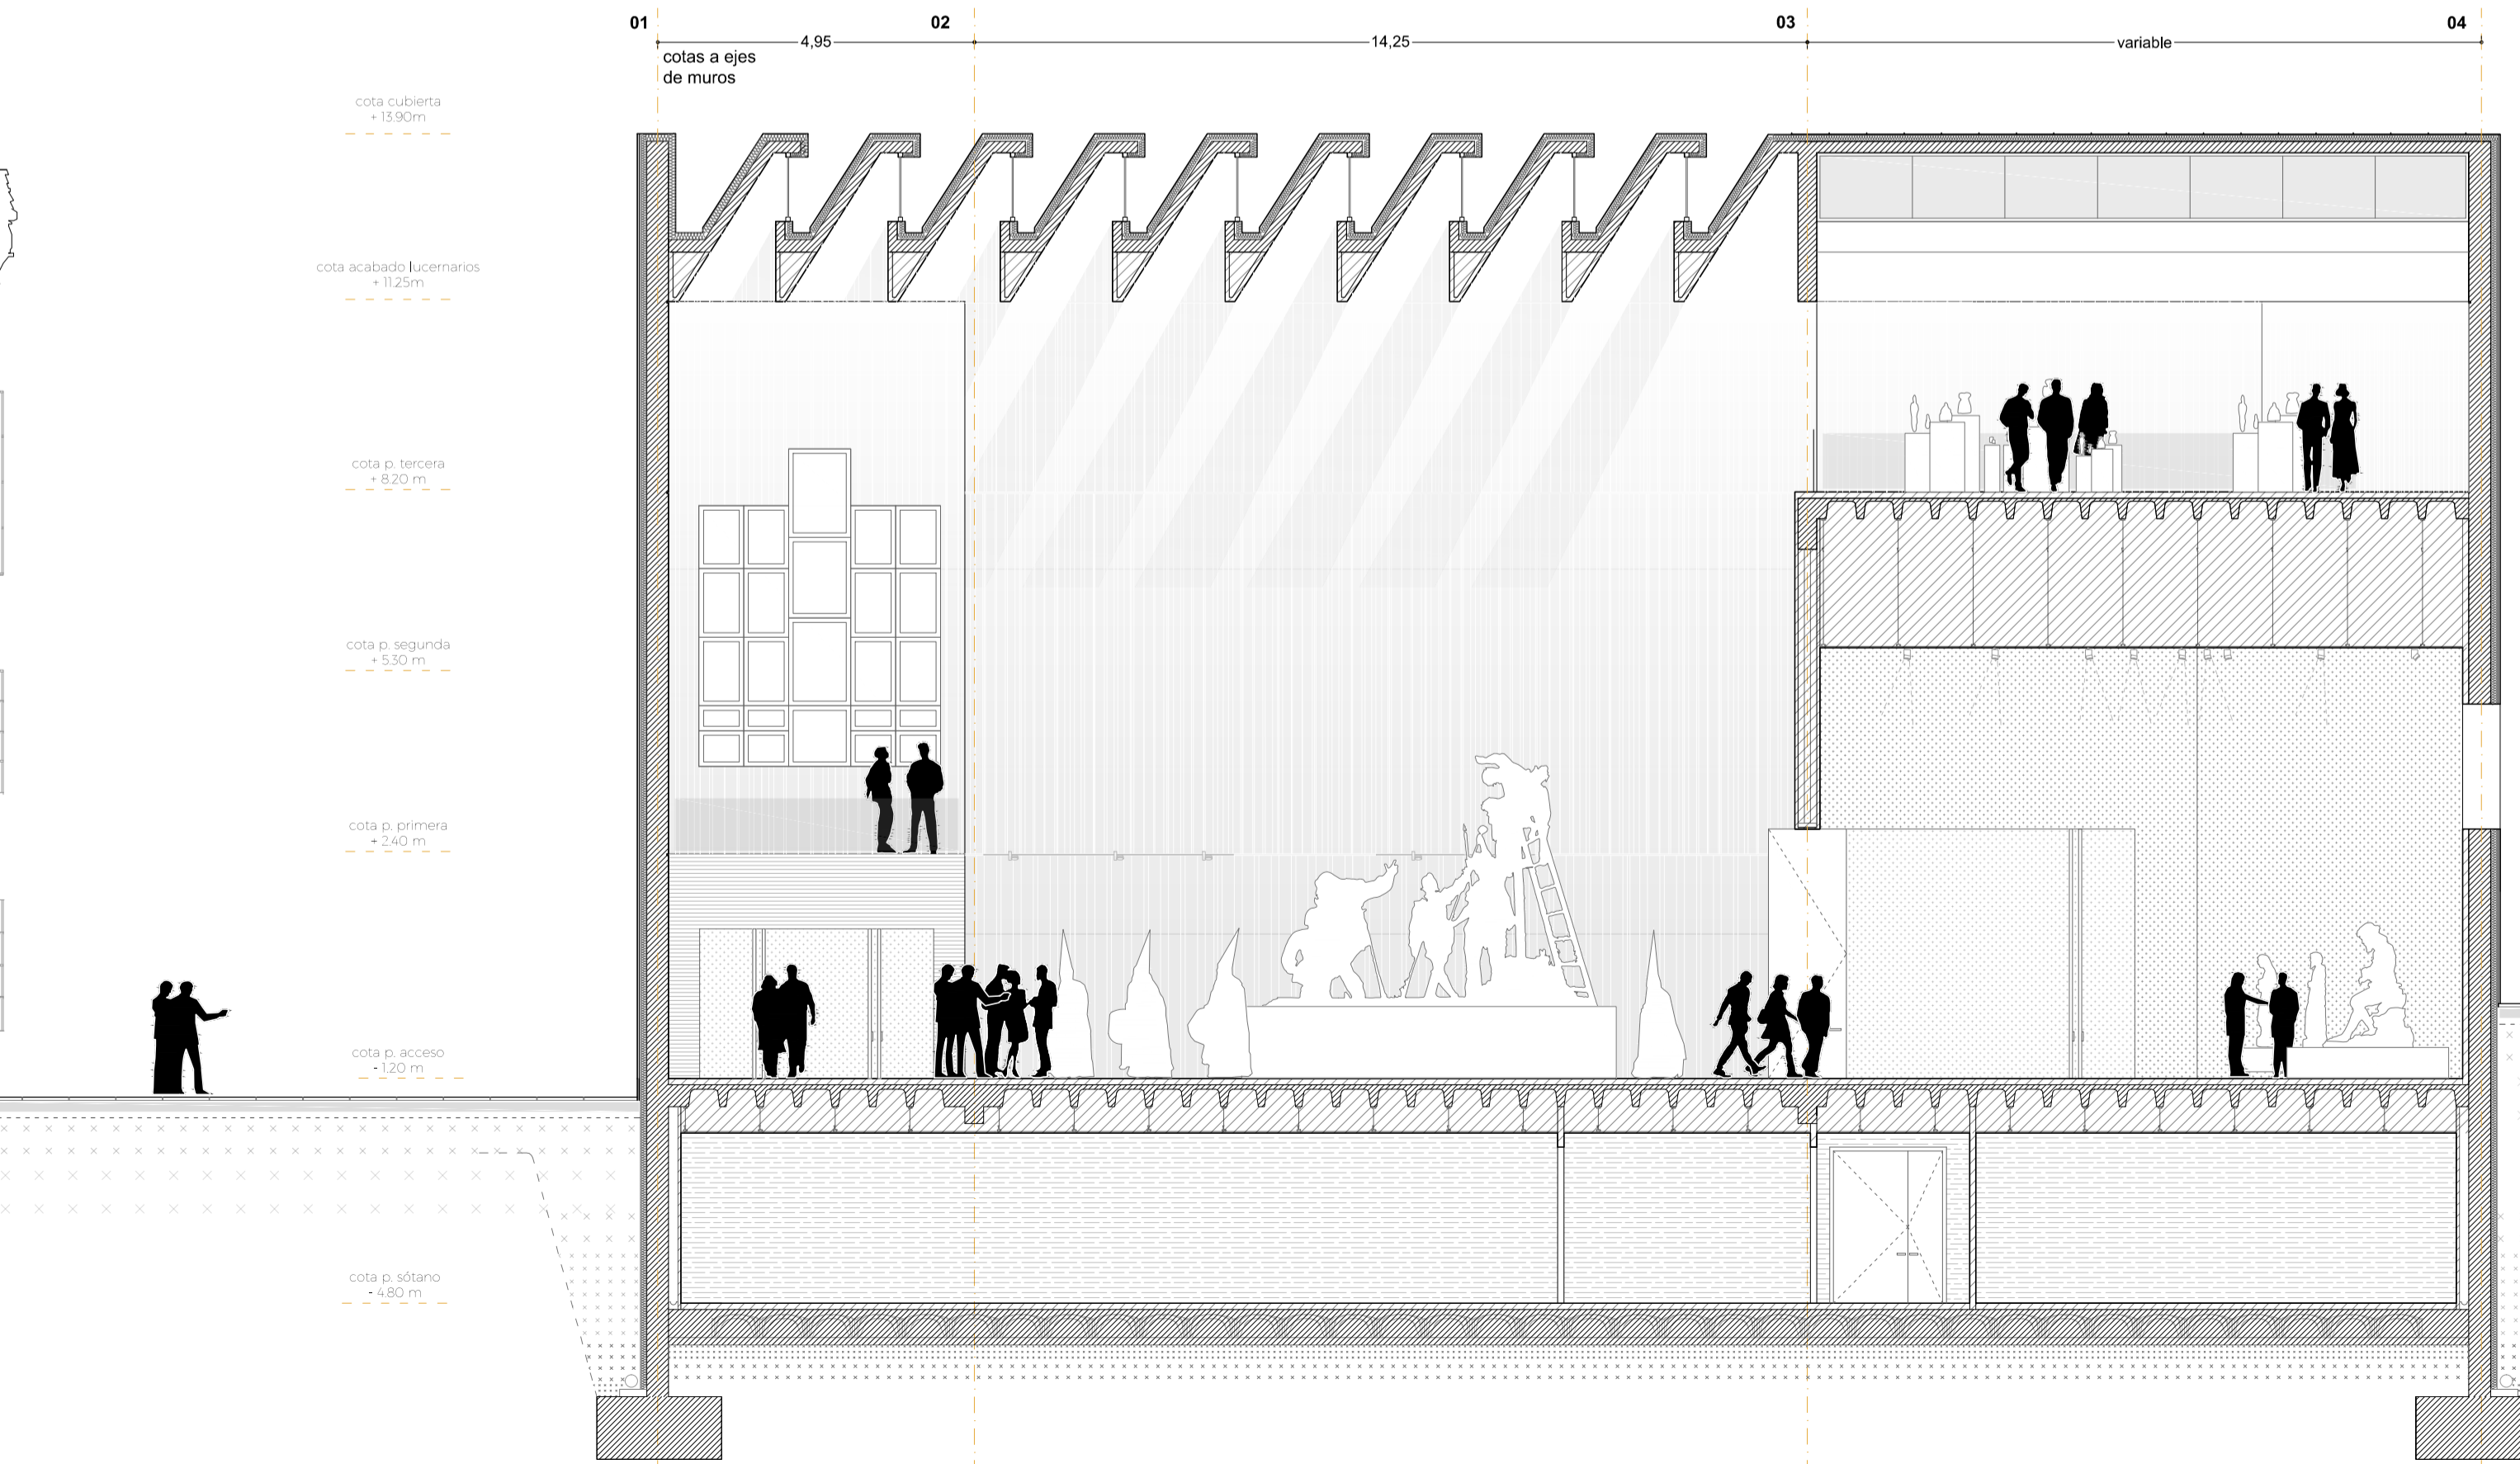 01
02
03
04
4,95
14,25
variable
cotas a ejes
de muros
cota cubierta
+ 13.90m
cota acabado lucernarios
+ 11.25m
cota p. tercera
+ 8.20 m
cota p. segunda
+ 5.30 m
cota p. primera
+ 2.40 m
cota p. acceso
- 1.20 m
cota p. sótano
- 4.80 m